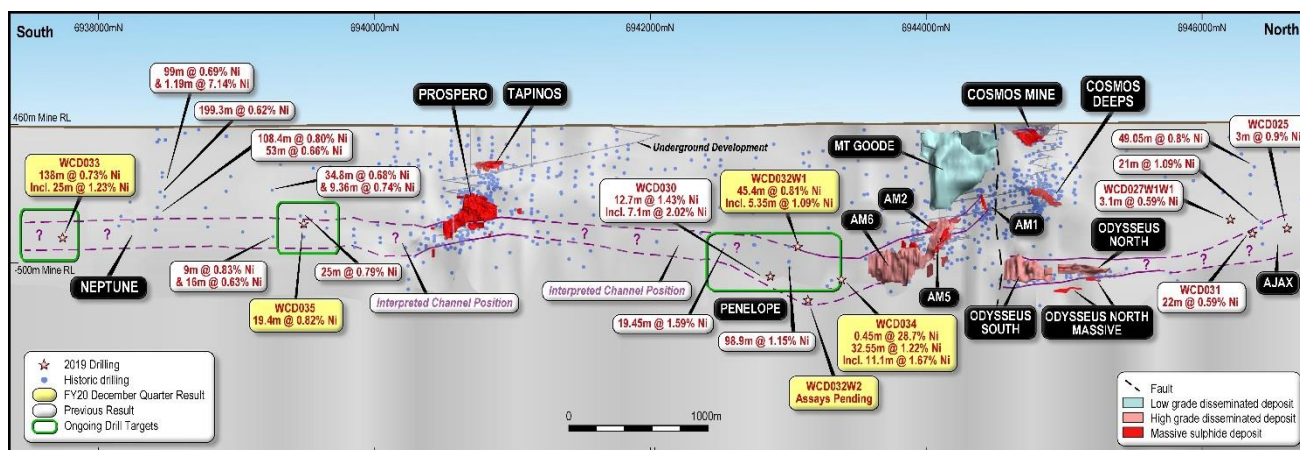 South
6938000mN
6940000mN
6942000mN
6944000mN
6946000mN
North
460m Mine RL
-500m Mine RL
99m @ 0.69% Ni
& 1.19m @ 7.14% Ni
199.3m @ 0.62% Ni
108.4m @ 0.80% Ni
53m @ 0.66% Ni
34.8m @ 0.68% Ni
& 9.36m @ 0.74% Ni
WCD033
138m @ 0.73% Ni
Incl. 25m @ 1.23% Ni
?
?
?
?
?
?
?
?
?
NEPTUNE
9m @ 0.83% Ni
& 16m @ 0.63% Ni
25m @ 0.79% Ni
WCD035
19.4m @ 0.82% Ni
PROSPERO
TAPINOS
Underground Development
Interpreted Channel Position
Interpreted Channel Position
WCD030
12.7m @ 1.43% Ni
Incl. 7.1m @ 2.02% Ni
WCD032W1
45.4m @ 0.81% Ni
Incl. 5.35m @ 1.09% Ni
19.45m @ 1.59% Ni
PENELOPE
98.9m @ 1.15% Ni
WCD032W2
Assays Pending
WCD034
0.45m @ 28.7% Ni
32.55m @ 1.22% Ni
Incl. 11.1m @ 1.67% Ni
MT GOODE
AM2
AM6
AM5
AM1
COSMOS MINE
COSMOS
DEEPS
ODYSSEUS
NORTH
ODYSSEUS
SOUTH
ODYSSEUS NORTH
MASSIVE
WCD025
3m @ 0.9% Ni
49.05m @ 0.8% Ni
21m @ 1.09% Ni
WCD027W1W1
3.1m @ 0.59% Ni
WCD031
22m @ 0.59% Ni
AJAX
2019 Drilling
Historic drilling
FY20 December Quarter Result
Previous Result
Ongoing Drill Targets
0
1000m
Fault
Low grade disseminated deposit
High grade disseminated deposit
Massive sulphide deposit